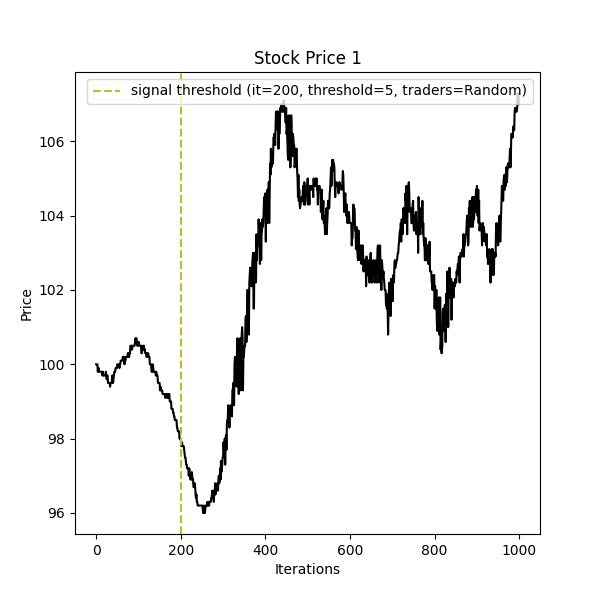 Stock Price 1
signal threshold (it=200, threshold=5, traders=Random)
106
104
102
100
98
96
Price
0 200 400 600 800 1000
Iterations